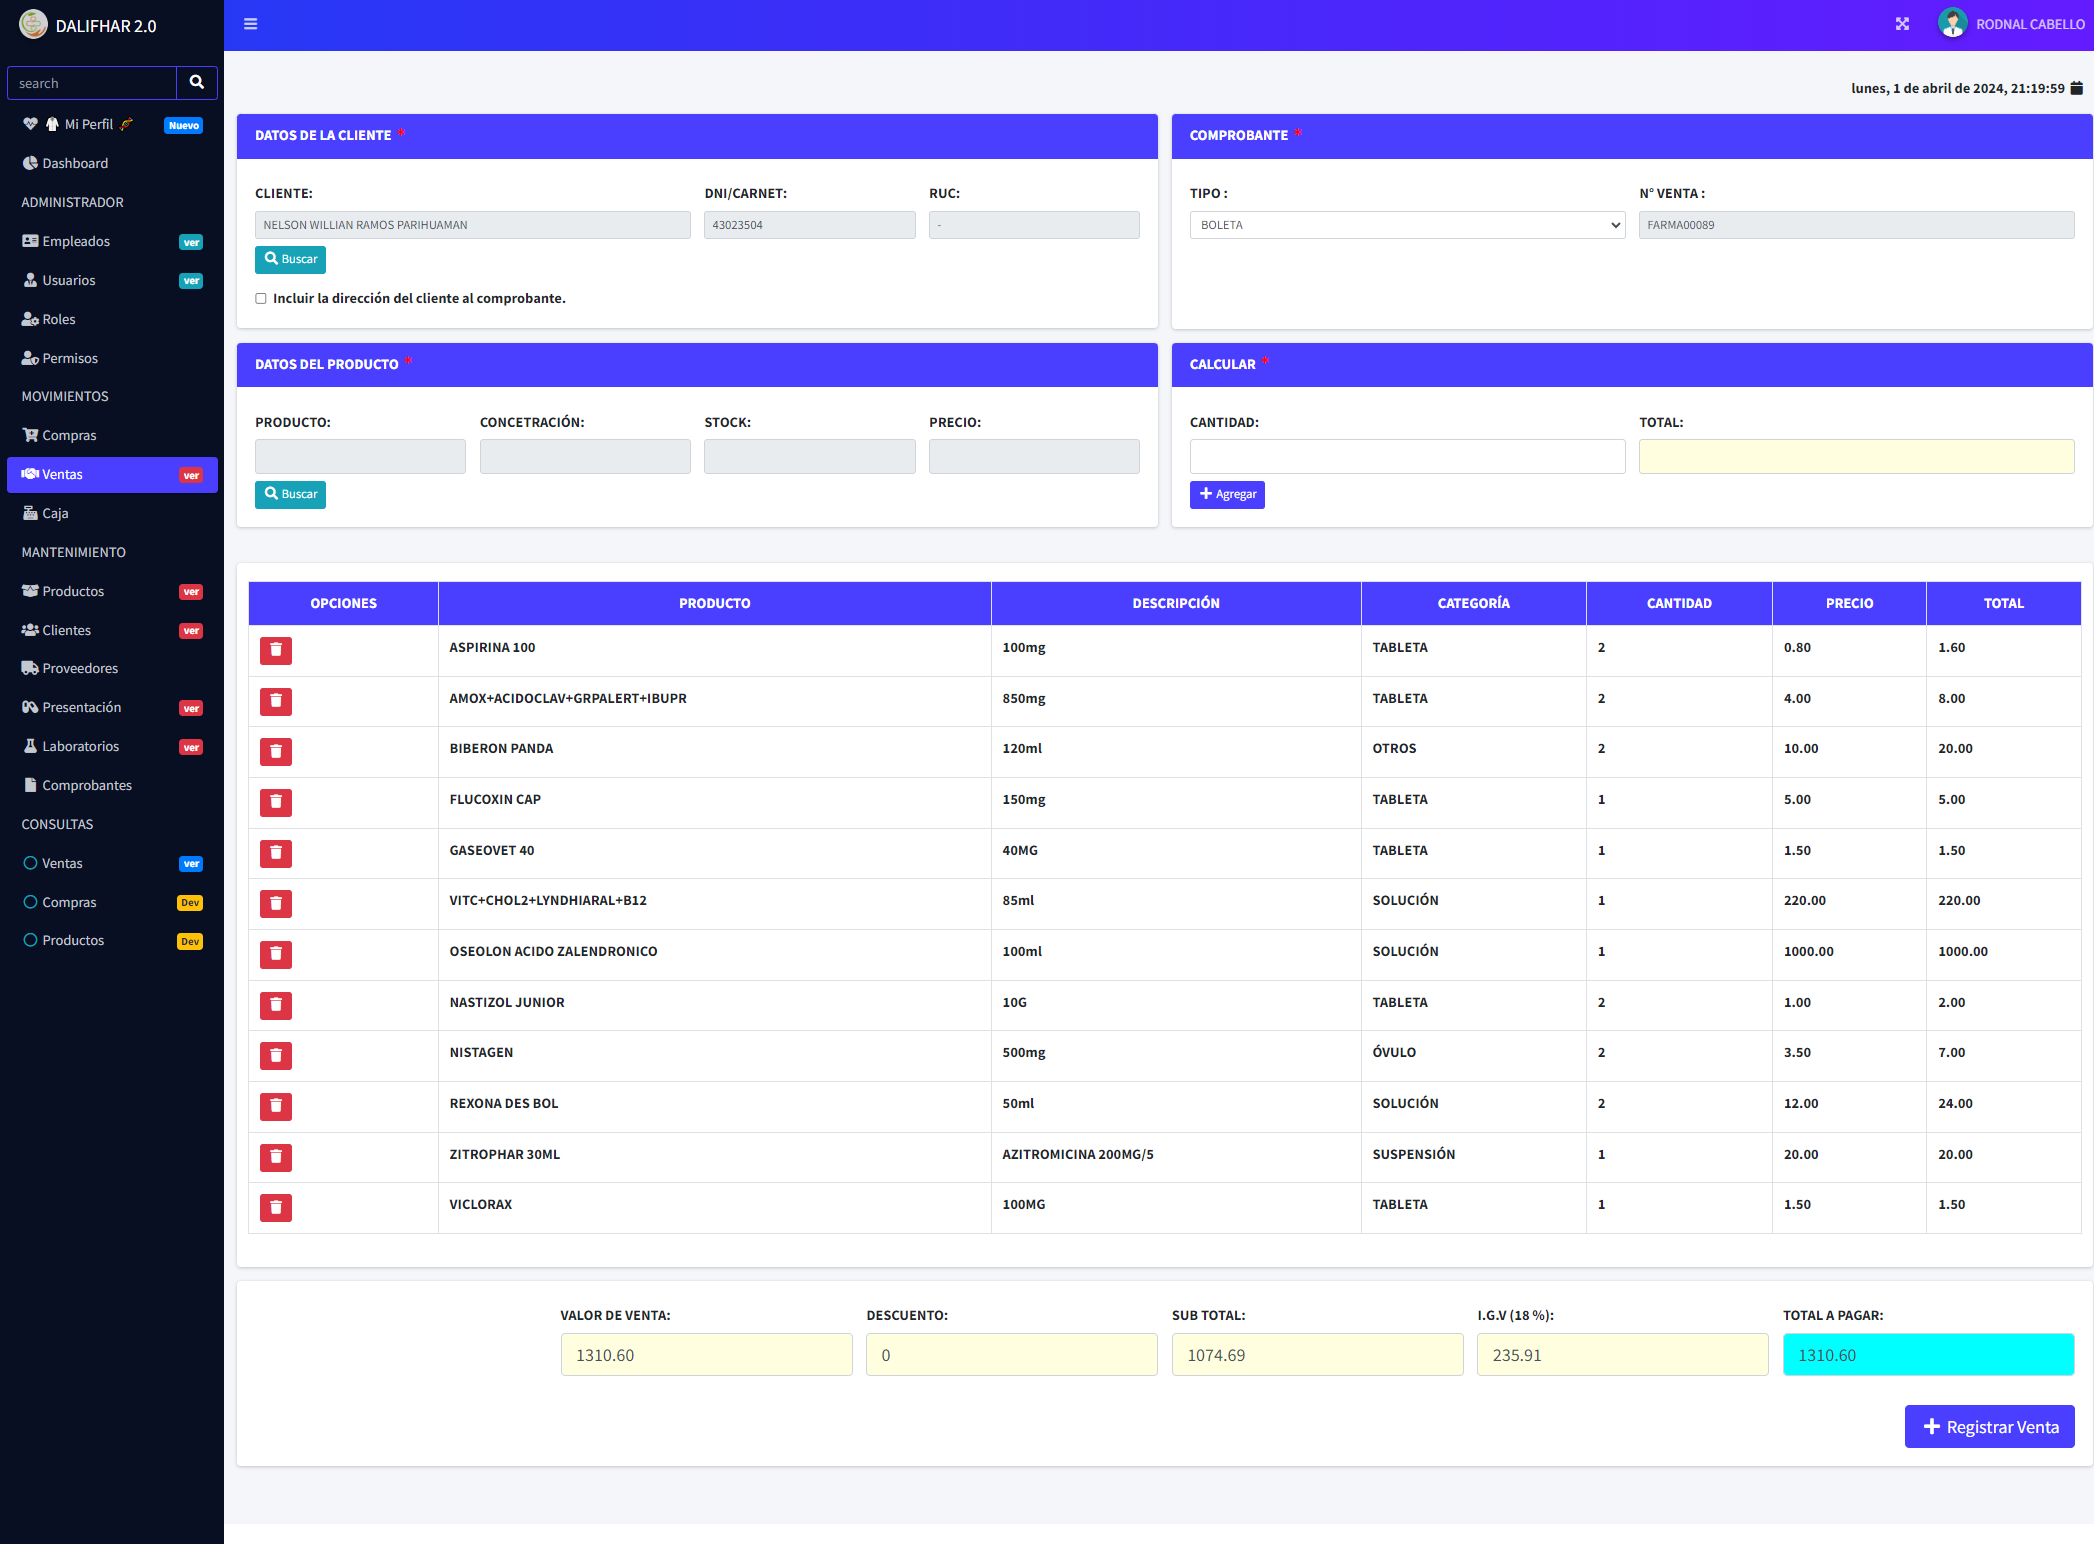 DALIFHAR 2.0
RODNAL CABELLO
search
Mi Perfil Nuevo
Dashboard
ADMINISTRADOR
Empleados ver
Usuarios ver
Roles
Permisos
MOVIMIENTOS
Compras
Ventas ver
Caja
MANTENIMIENTO
Productos ver
Clientes ver
Proveedores
Presentación ver
Laboratorios ver
Comprobantes
CONSULTAS
Ventas ver
Compras Dev
Productos Dev
lunes, 1 de abril de 2024, 21:19:59
DATOS DE LA CLIENTE *
CLIENTE: DNI/CARNET: RUC:
NELSON WILLIAN RAMOS PARIHUAMAN 43023504 -
Buscar
Incluir la dirección del cliente al comprobante.
COMPROBANTE *
TIPO : N° VENTA :
BOLETA FARMA00089
DATOS DEL PRODUCTO *
PRODUCTO: CONCETRACIÓN: STOCK: PRECIO:
Buscar
CALCULAR *
CANTIDAD: TOTAL:
Agregar
OPCIONES PRODUCTO DESCRIPCIÓN CATEGORÍA CANTIDAD PRECIO TOTAL
ASPIRINA 100 100mg TABLETA 2 0.80 1.60
AMOX+ACIDOCLAV+GRPALERT+IBUPR 850mg TABLETA 2 4.00 8.00
BIBERON PANDA 120ml OTROS 2 10.00 20.00
FLUCOXIN CAP 150mg TABLETA 1 5.00 5.00
GASEOVET 40 40MG TABLETA 1 1.50 1.50
VITC+CHOL2+LYNDHIARAL+B12 85ml SOLUCIÓN 1 220.00 220.00
OSEOLON ACIDO ZALENDRONICO 100ml SOLUCIÓN 1 1000.00 1000.00
NASTIZOL JUNIOR 10G TABLETA 2 1.00 2.00
NISTAGEN 500mg ÓVULO 2 3.50 7.00
REXONA DES BOL 50ml SOLUCIÓN 2 12.00 24.00
ZITROPHAR 30ML AZITROMICINA 200MG/5 SUSPENSIÓN 1 20.00 20.00
VICLORAX 100MG TABLETA 1 1.50 1.50
VALOR DE VENTA: DESCUENTO: SUB TOTAL: I.G.V (18 %): TOTAL A PAGAR:
1310.60 0 1074.69 235.91 1310.60
Registrar Venta